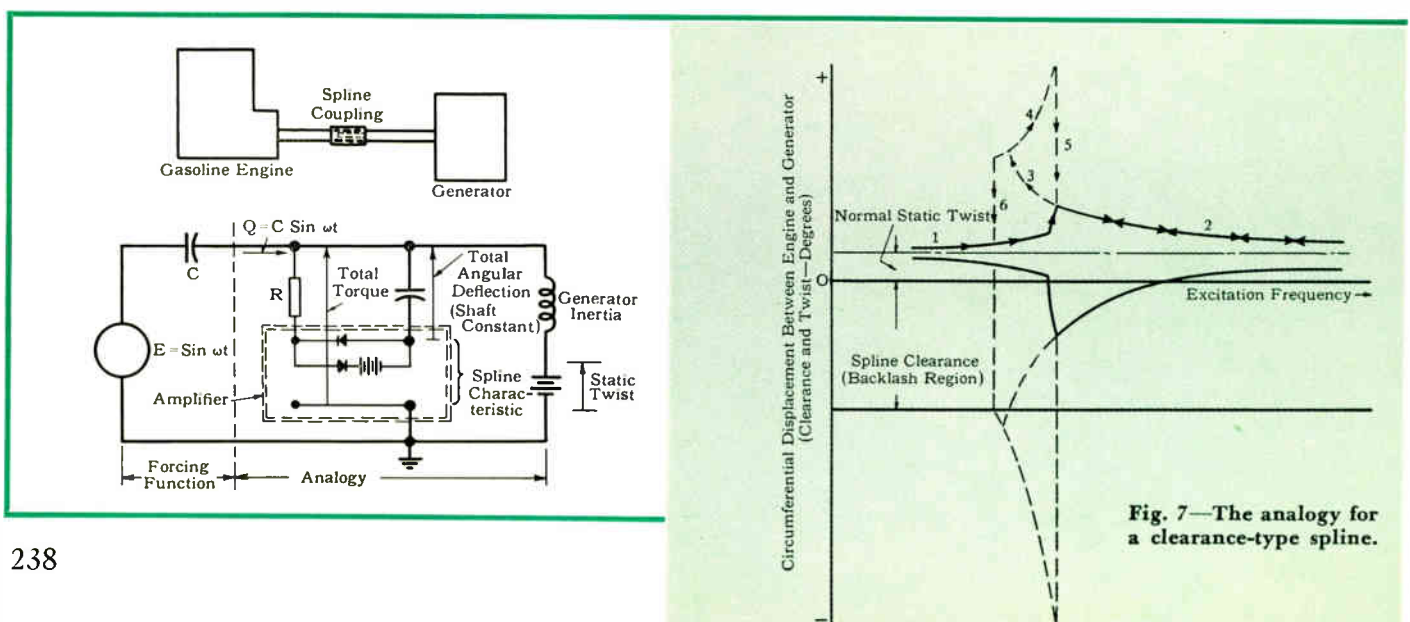 Spline
Coupling
Gasoline Engine
Generator
Q=C Sin ωt
C
R
Total
Torque
Total
Angular
Deflection
(Shaft
Constant)
Generator
Inertia
E=Sin ωt
Amplifier
Spline
Charac-
teristic
Static
Twist
Forcing
Function
Analogy
238
Circumferential Displacement Between Engine and Generator
(Clearance and Twist—Degrees)
+
4
5
3
6
Normal Static Twist
1
2
O
Excitation Frequency
Spline Clearance
(Backlash Region)
−
Fig. 7—The analogy for
a clearance-type spline.